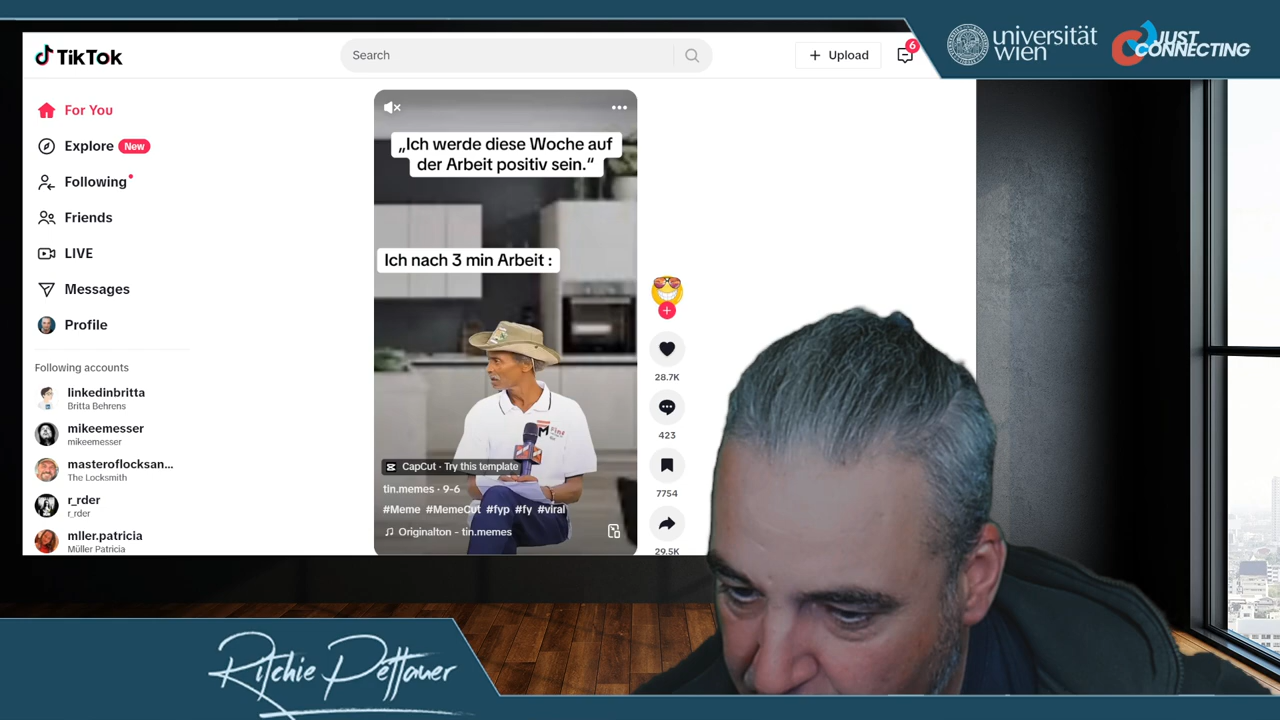 TikTok
Search
Upload
6
universität
wien
JUST
CONNECTING
For You
Explore New
Following
Friends
LIVE
Messages
Profile
Following accounts
linkedinbritta
Britta Behrens
mikeemesser
mikeemesser
masteroflocksan...
The Locksmith
r_rder
r_rder
mller.patricia
Müller Patricia
„Ich werde diese Woche auf
der Arbeit positiv sein.“
Ich nach 3 min Arbeit :
CapCut · Try this template
tin.memes · 9-6
#Meme #MemeCut #fyp #fy #viral
Originalton - tin.memes
28.7K
423
7754
29.5K
Ritchie Pettauer